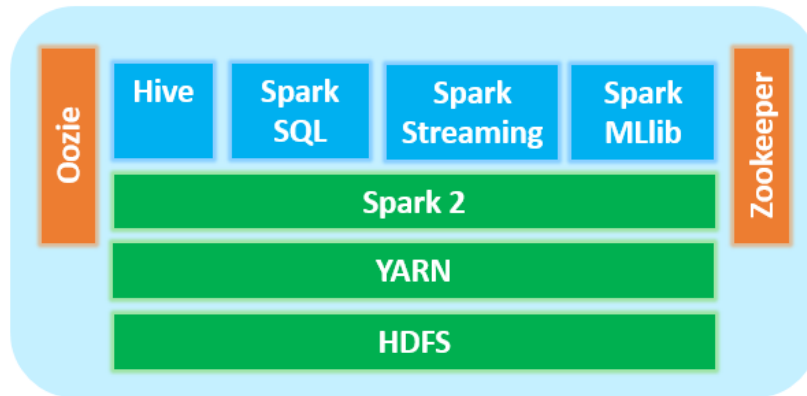 Oozie
Hive
Spark
SQL
Spark
Streaming
Spark
MLlib
Zookeeper
Spark 2
YARN
HDFS